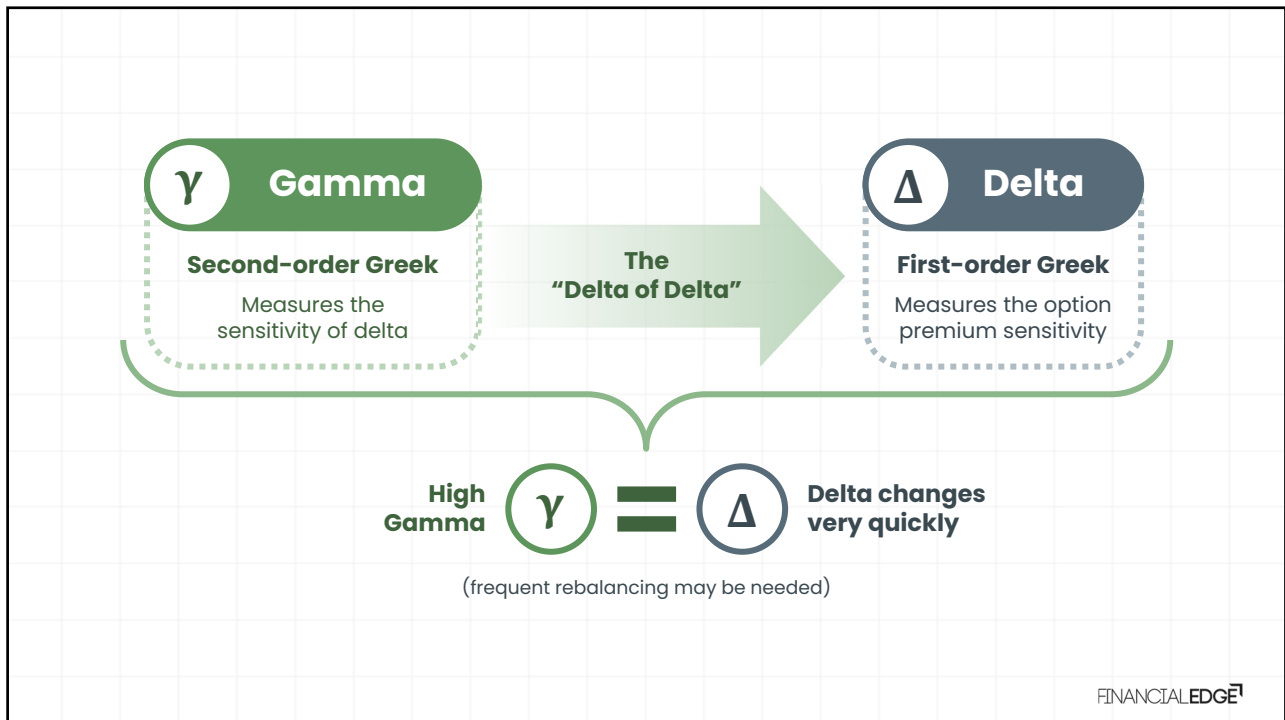 γ Gamma
Second-order Greek
Measures the
sensitivity of delta
The
“Delta of Delta”
Δ Delta
First-order Greek
Measures the option
premium sensitivity
High
Gamma
γ = Δ
Delta changes
very quickly
(frequent rebalancing may be needed)
FINANCIALEDGE